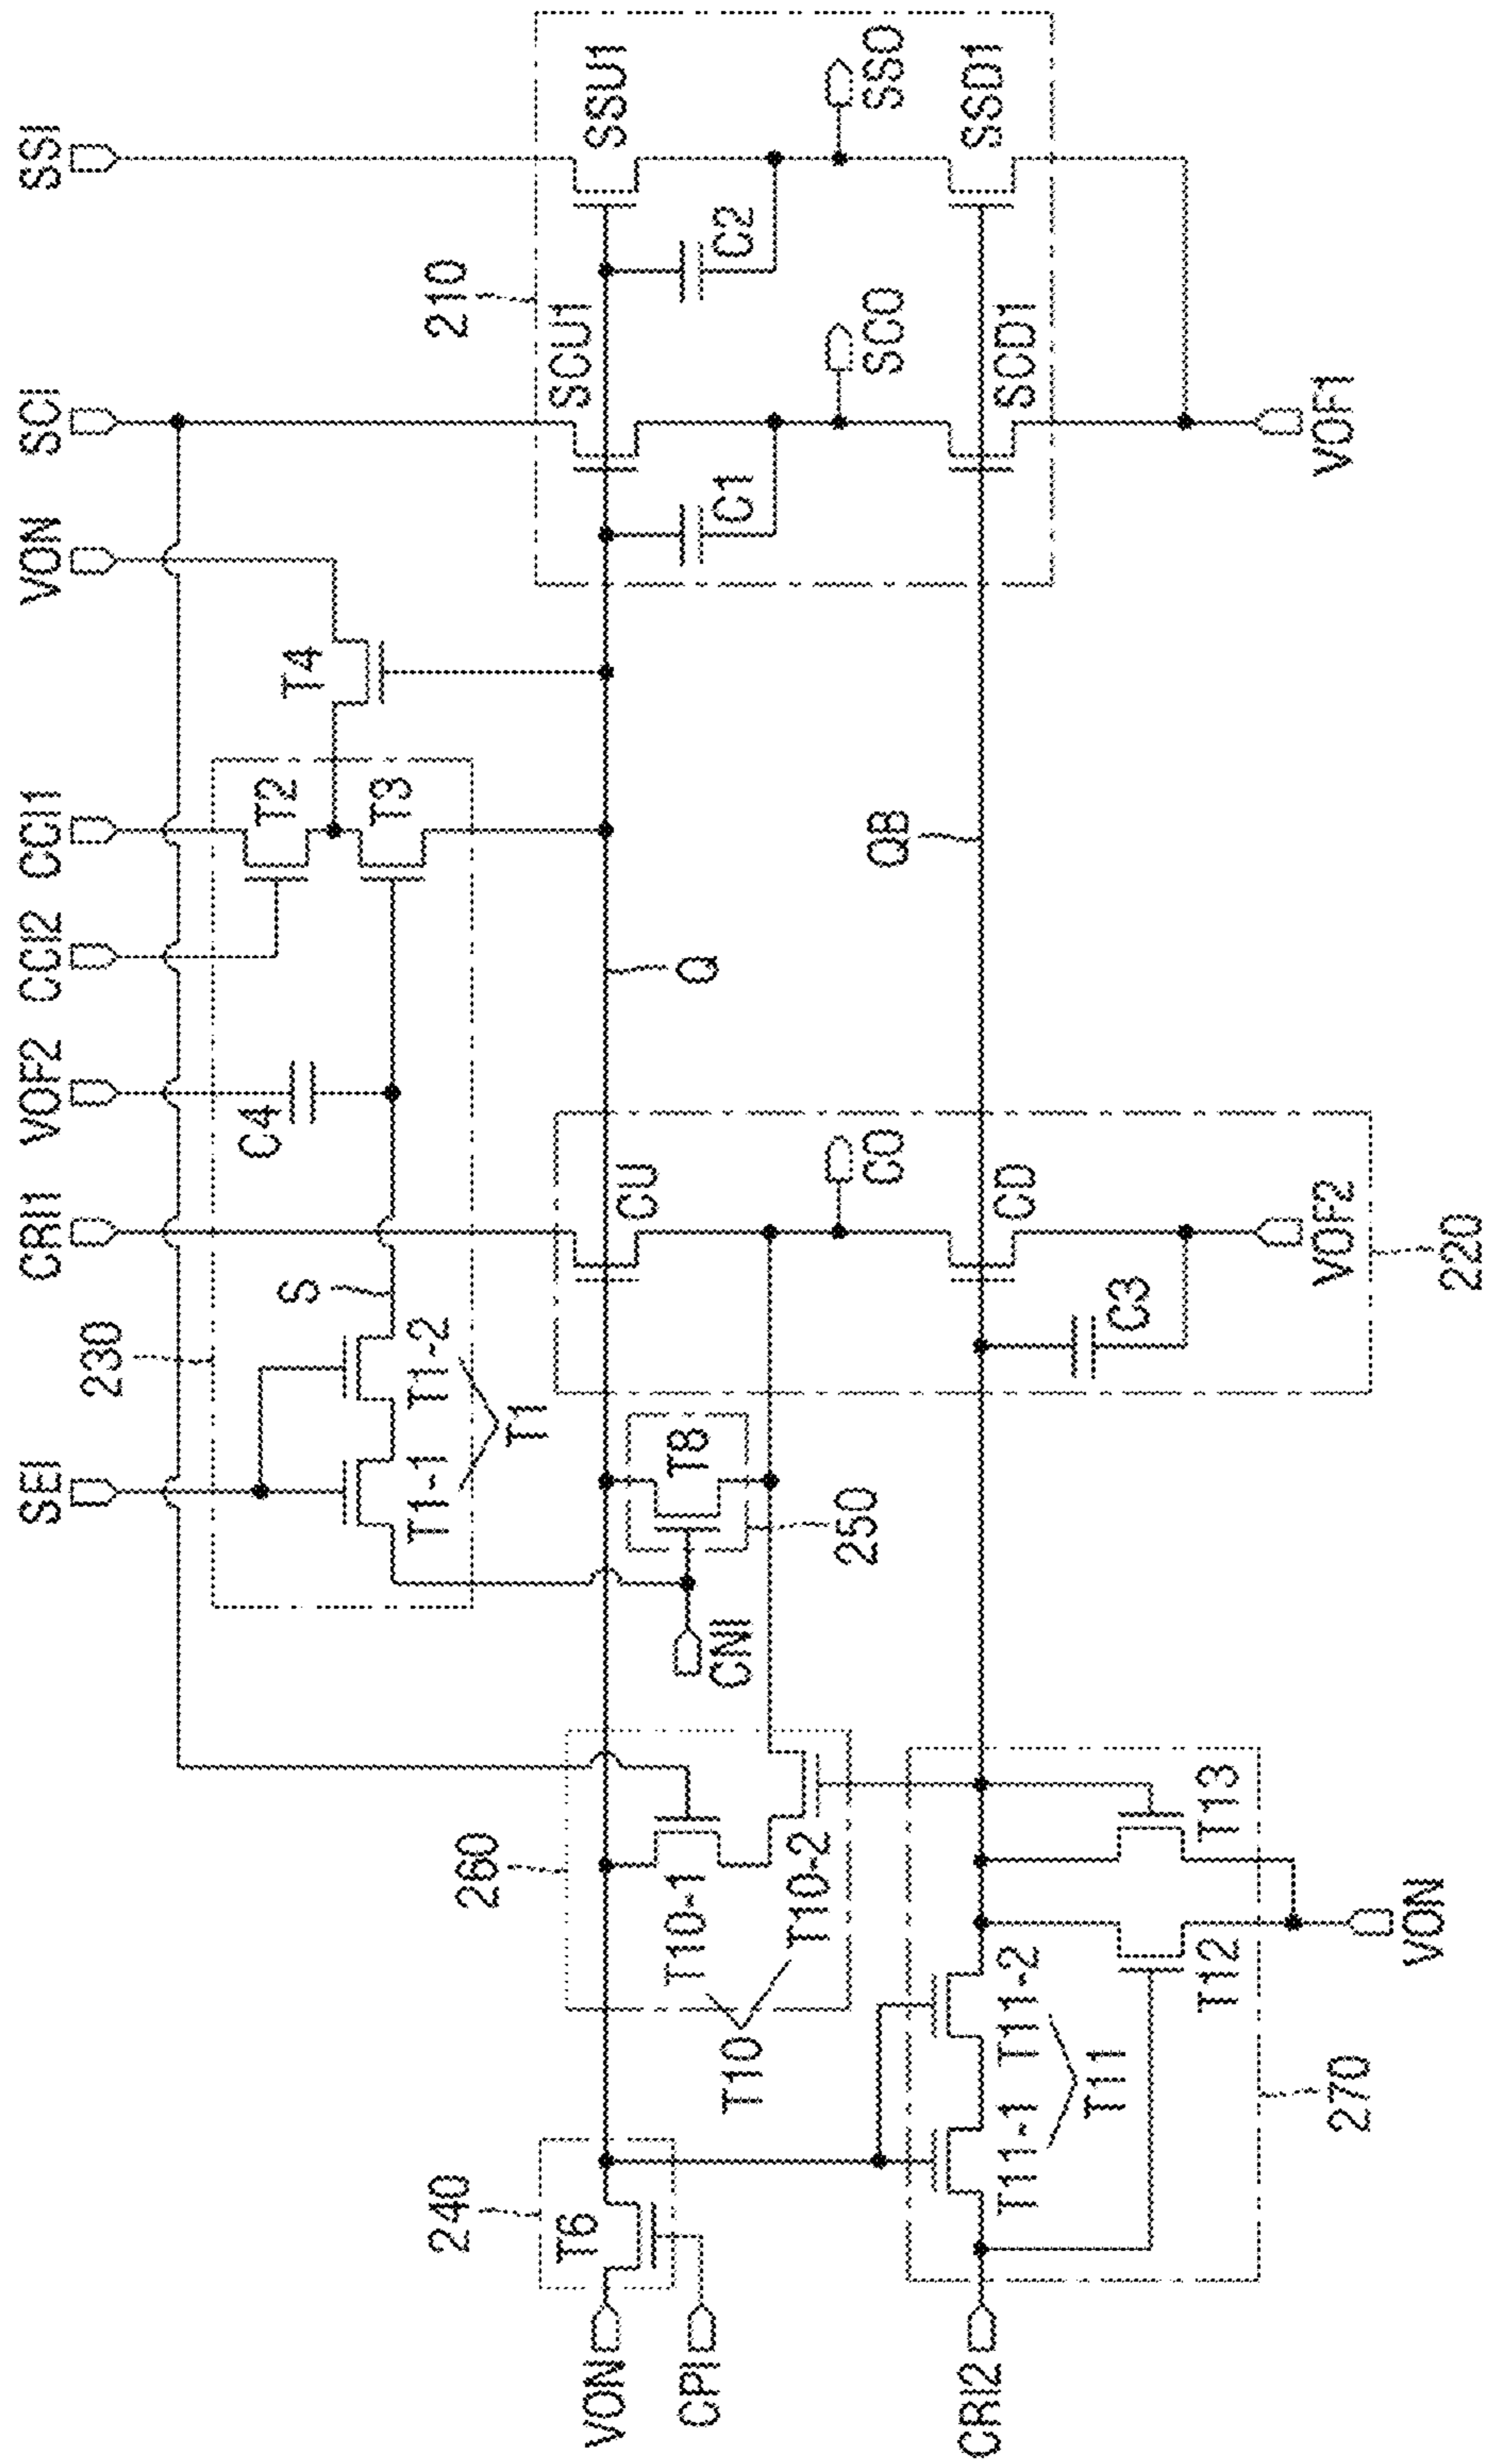 SEI
CRI1
VOF2
CCI2
CCI1
VON
SCI
SSI
230
S
C4
T2
T3
T4
T1-1
T1-2
T1
210
SCU1
SSU1
C1
C2
SCO
SSO
SCD1
SSD1
VOF1
Q
QB
CU
CO
CD
C3
VOF2
220
T8
250
CNI
260
T10-1
T10-2
T10
240
T6
VON
CPI
CRI2
T11-1
T11-2
T11
T12
T13
270
VON